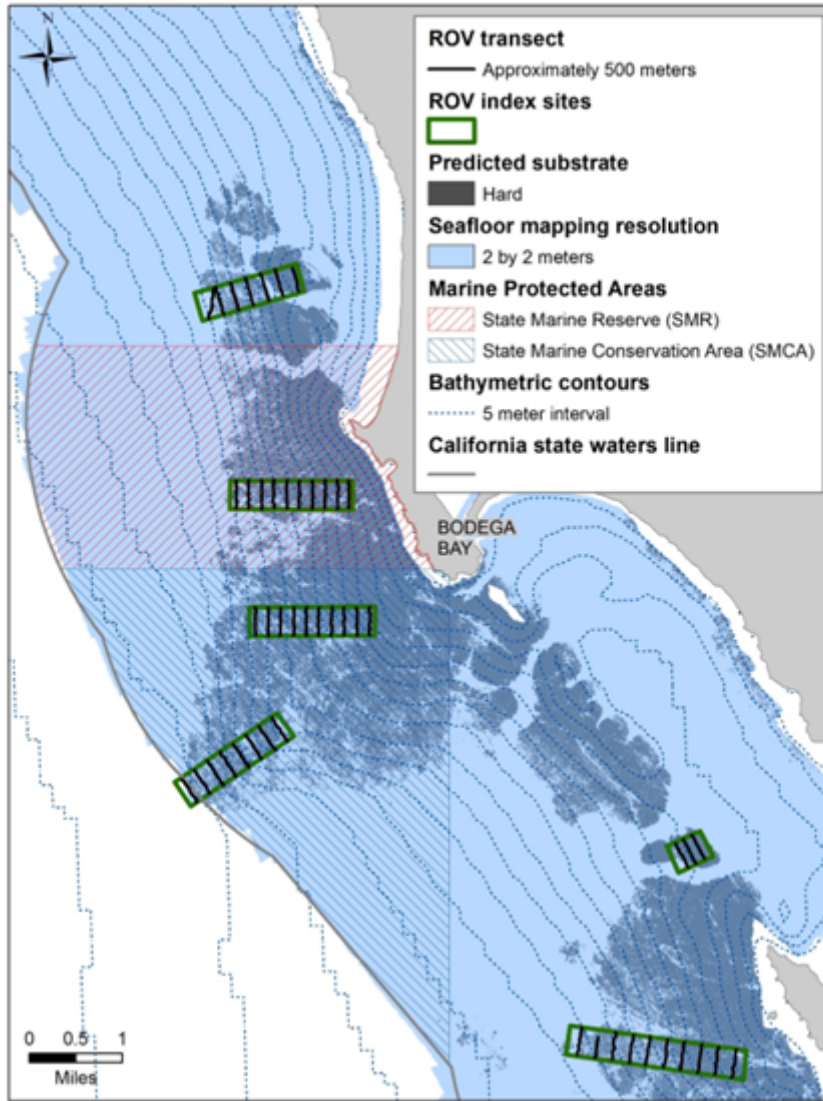 N
ROV transect
Approximately 500 meters
ROV index sites
Predicted substrate
Hard
Seafloor mapping resolution
2 by 2 meters
Marine Protected Areas
State Marine Reserve (SMR)
State Marine Conservation Area (SMCA)
Bathymetric contours
5 meter interval
California state waters line
BODEGA
BAY
0 0.5 1
Miles